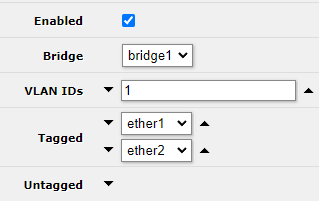 Enabled
Bridge bridge1
VLAN IDs 1
Tagged ether1
ether2
Untagged